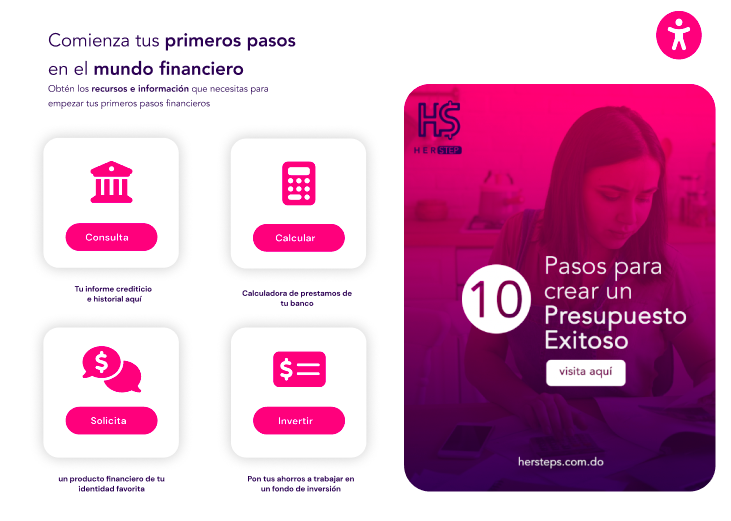 Comienza tus primeros pasos
en el mundo financiero
Obtén los recursos e información que necesitas para
empezar tus primeros pasos financieros
Consulta
Tu informe crediticio
e historial aquí
Calcular
Calculadora de prestamos de
tu banco
$
Solicita
un producto financiero de tu
identidad favorita
$
Invertir
Pon tus ahorros a trabajar en
un fondo de inversión
H$
HERSTEP
10
Pasos para
crear un
Presupuesto
Exitoso
visita aquí
hersteps.com.do